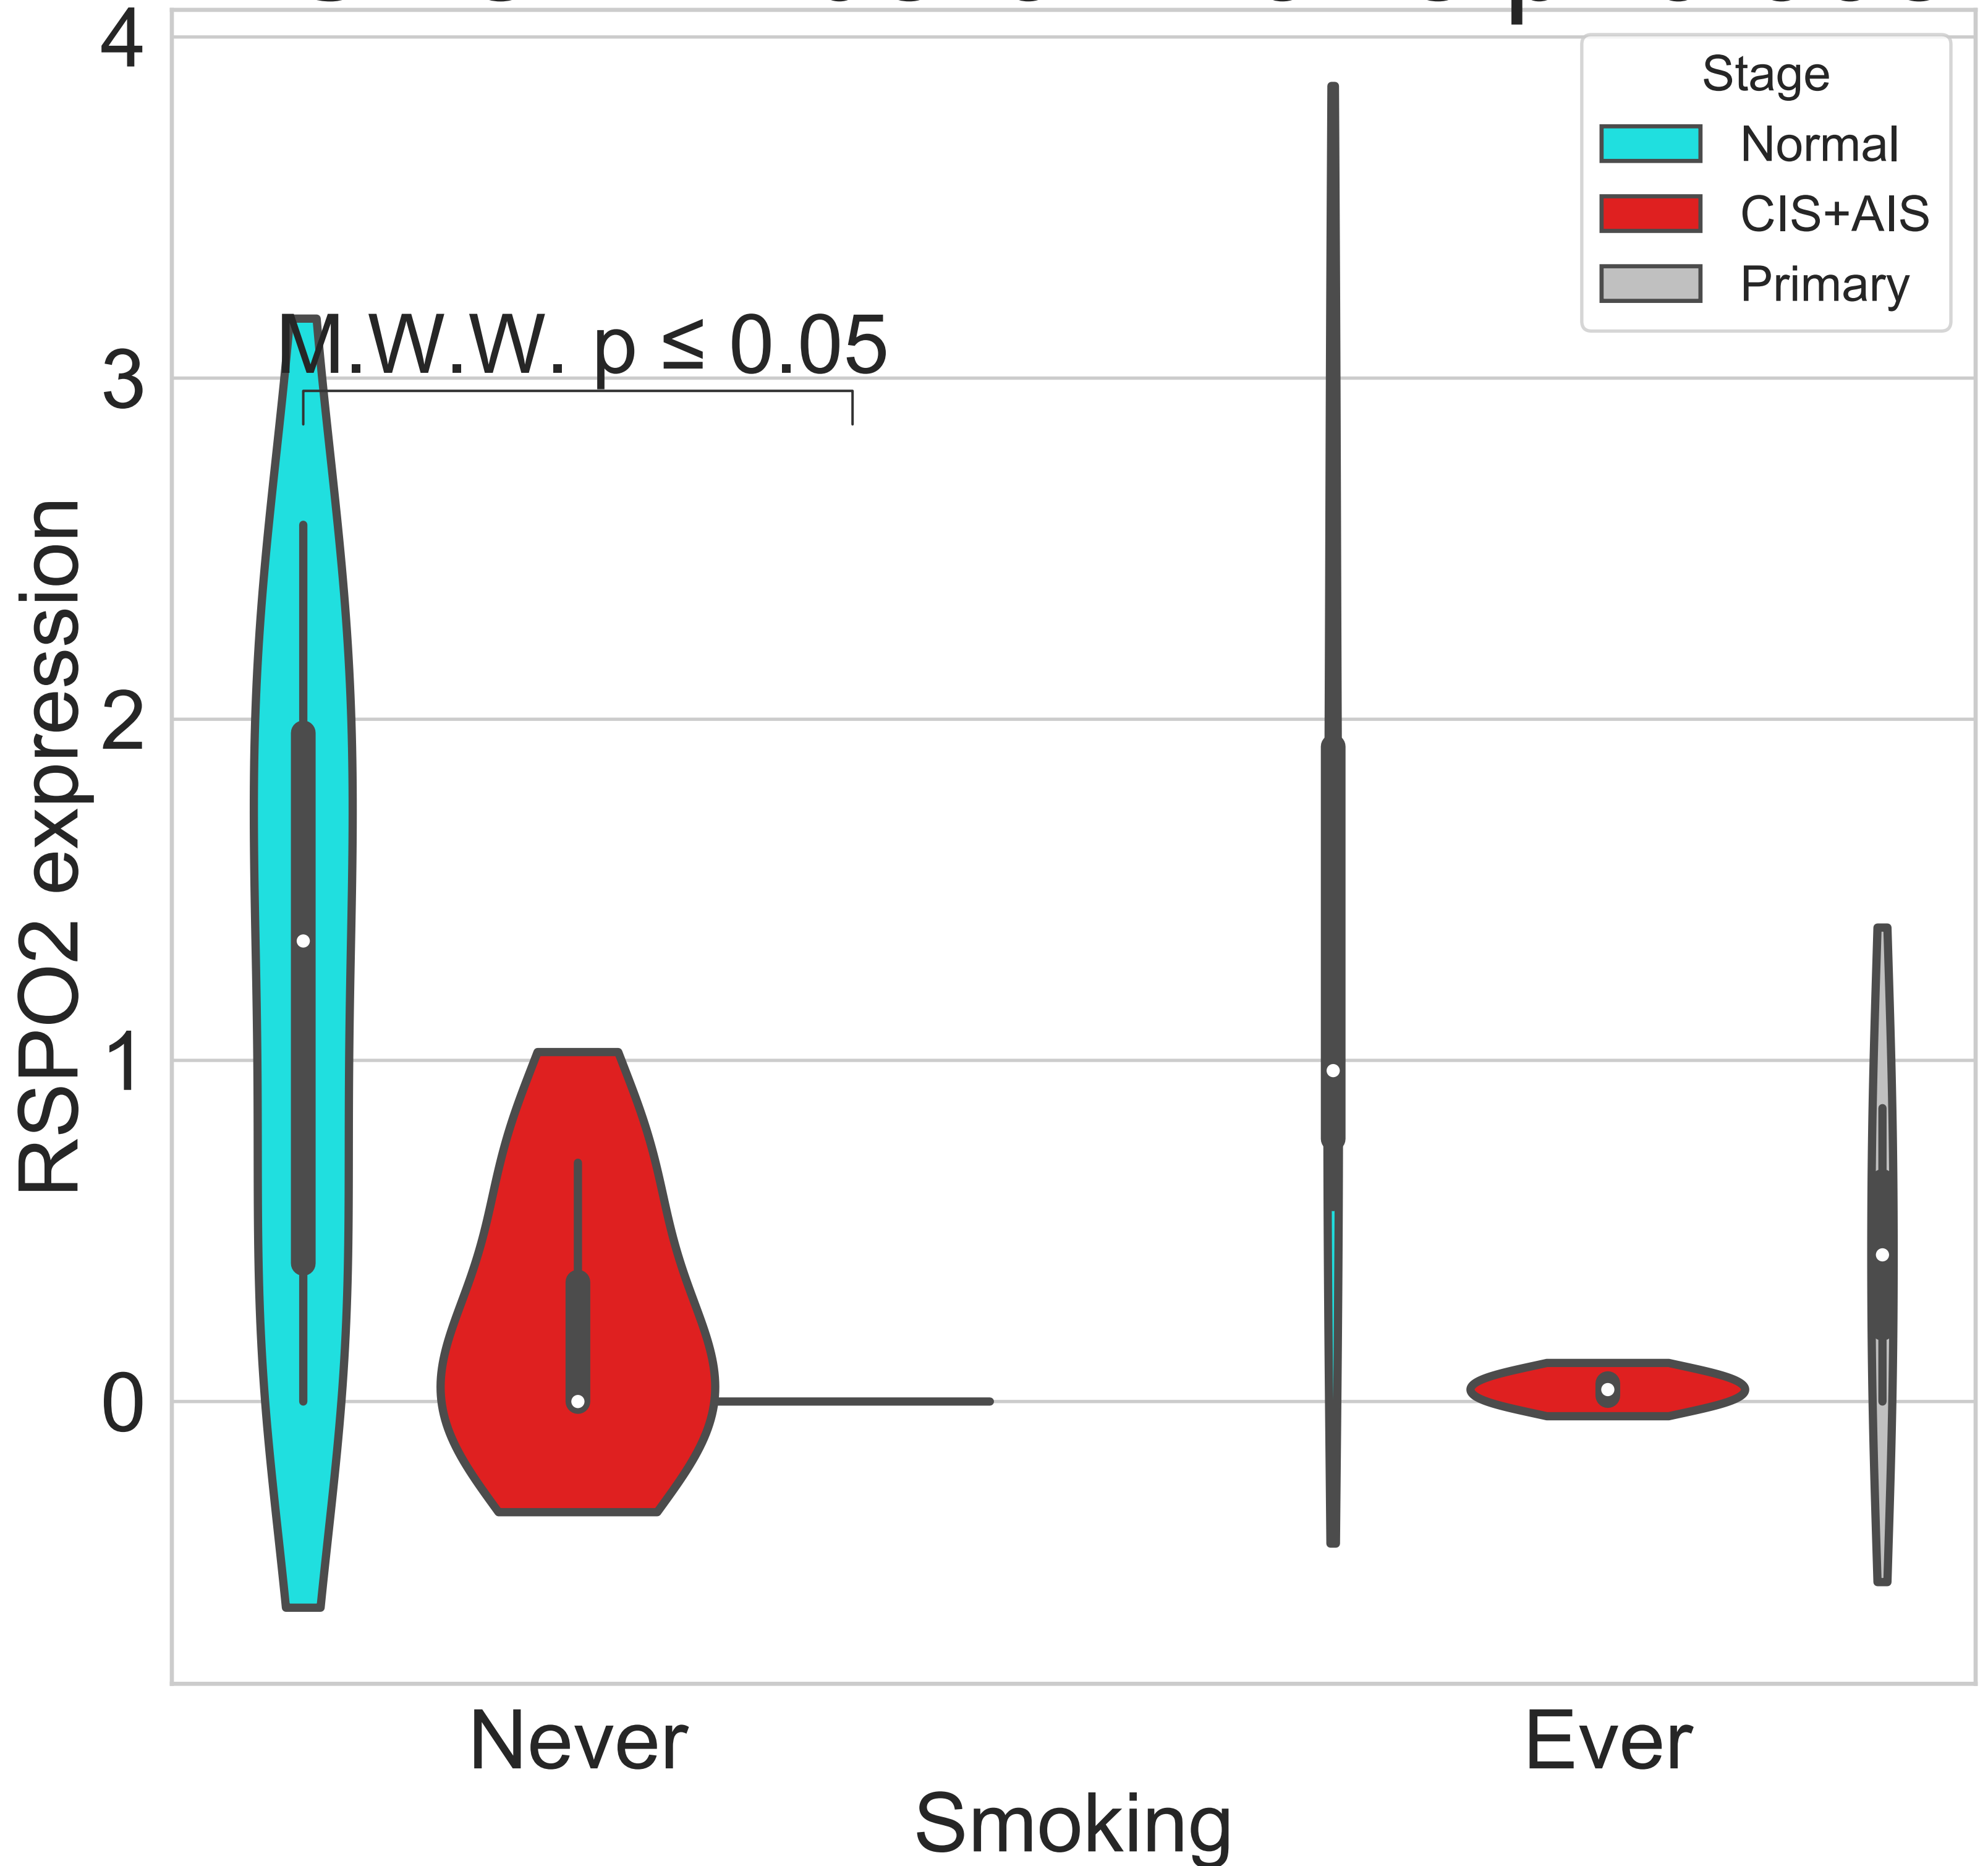 4
Stage
Normal
CIS+AIS
Primary
M.W.W. p ≤ 0.05
3
2
1
0
RSPO2 expression
Never
Ever
Smoking